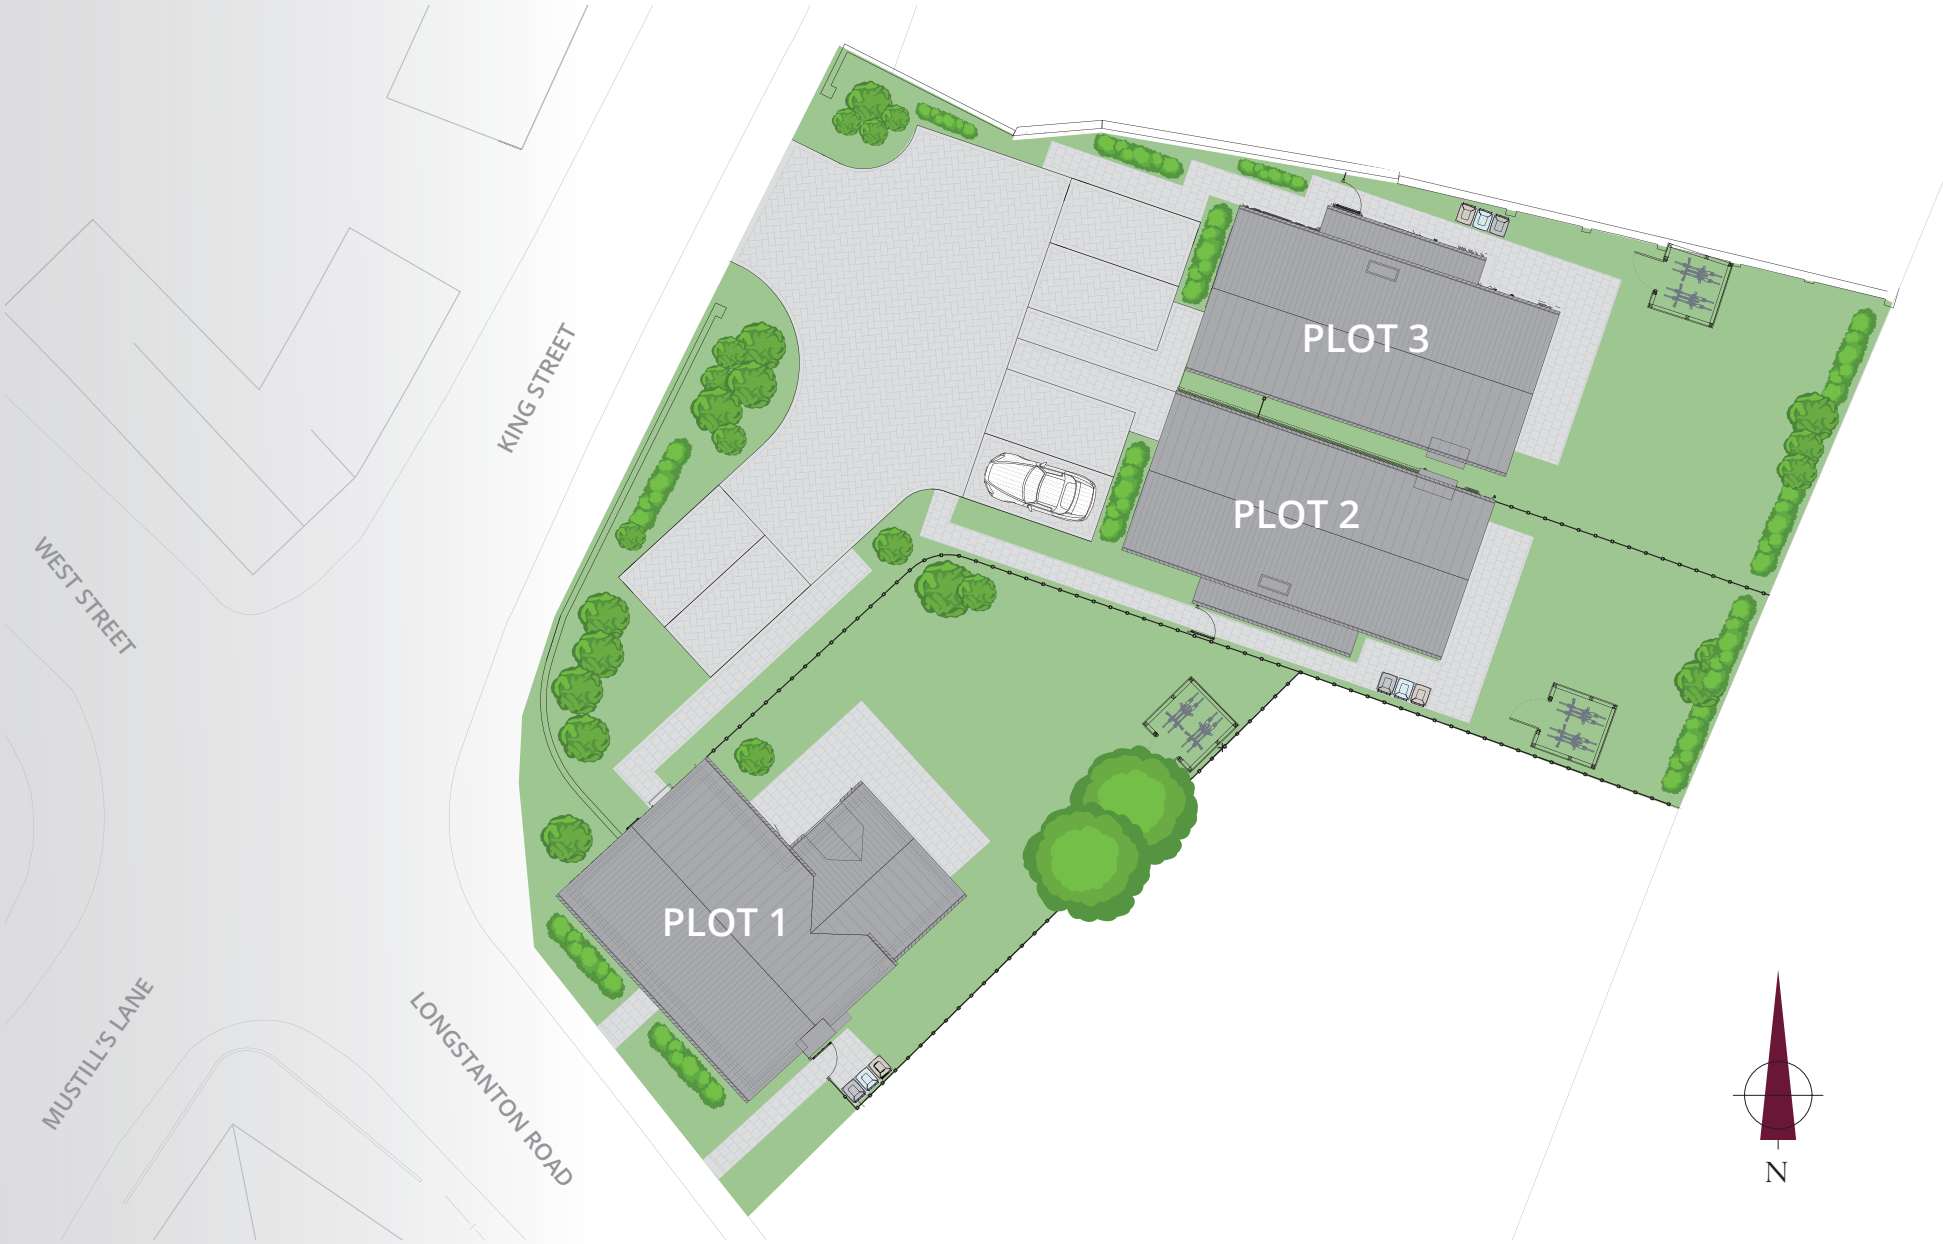 PLOT 3
KING STREET
PLOT 2
WEST STREET
PLOT 1
MUSTILL'S LANE
LONGSTANTON ROAD
N